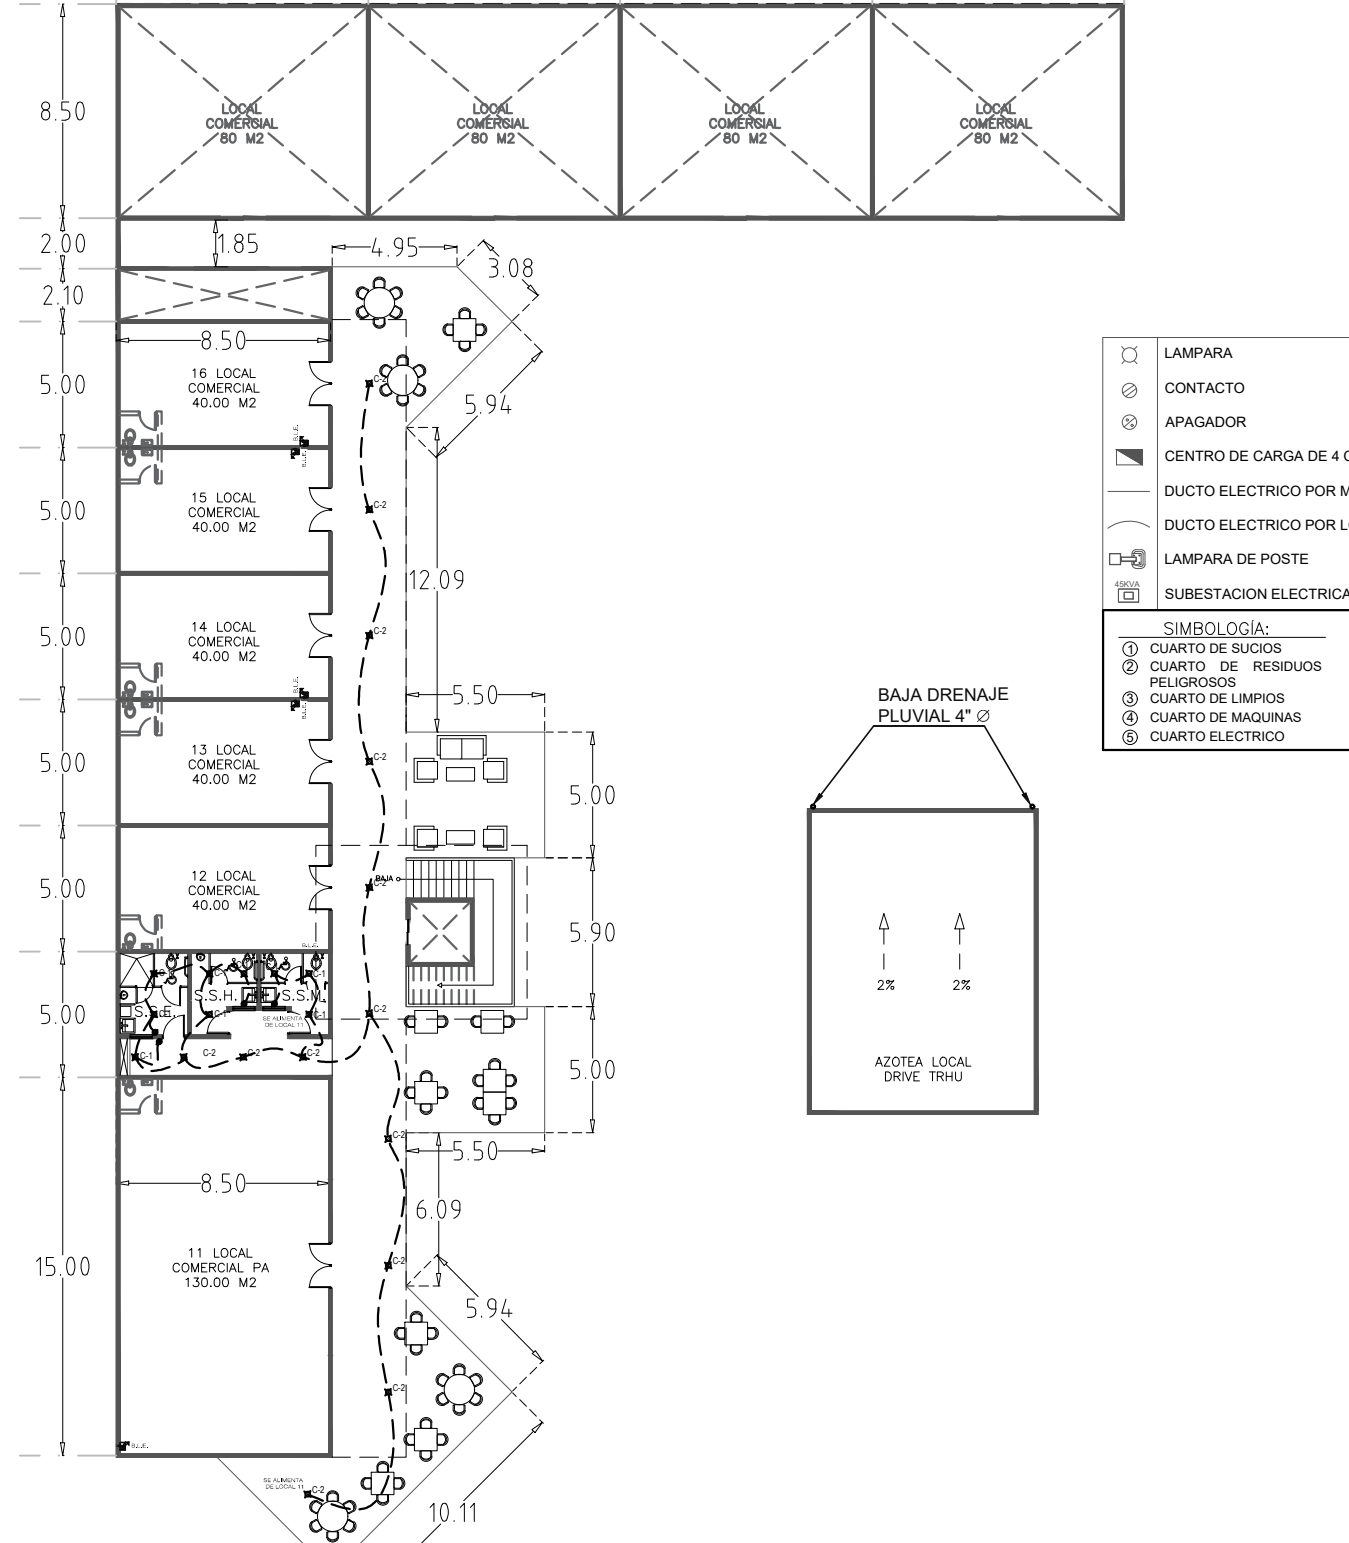 8.50
LOCAL
COMERCIAL
80 M2
LOCAL
COMERCIAL
80 M2
LOCAL
COMERCIAL
80 M2
LOCAL
COMERCIAL
80 M2
2.00
1.85
4.95
3.08
2.10
8.50
5.00
16 LOCAL
COMERCIAL
40.00 M2
C-2
5.94
B.L.E.
B.L.E.
5.00
15 LOCAL
COMERCIAL
40.00 M2
C-2
12.09
5.00
14 LOCAL
COMERCIAL
40.00 M2
C-2
B.L.E.
B.L.E.
5.50
5.00
13 LOCAL
COMERCIAL
40.00 M2
C-2
5.00
5.00
12 LOCAL
COMERCIAL
40.00 M2
C-2
BAJA
B.L.E.
5.90
5.00
C-1
C-1
S.S.E.
S.S.H.
S.S.M.
C-1
C-1
C-1
SE ALIMENTA
DE LOCAL 11
C-2
C-1
C-2
C-2
C-2
5.00
C-2
5.50
8.50
6.09
15.00
11 LOCAL
COMERCIAL PA
130.00 M2
C-2
5.94
C-2
B.L.E.
SE ALIMENTA
DE LOCAL 11
C-2
10.11
LAMPARA
CONTACTO
APAGADOR
CENTRO DE CARGA DE 4
DUCTO ELECTRICO POR
DUCTO ELECTRICO POR
LAMPARA DE POSTE
45KVA
SUBESTACION ELECTRICA
SIMBOLOGÍA:
1 CUARTO DE SUCIOS
2 CUARTO DE RESIDUOS
PELIGROSOS
3 CUARTO DE LIMPIOS
4 CUARTO DE MAQUINAS
5 CUARTO ELECTRICO
BAJA DRENAJE
PLUVIAL 4" Ø
2%
2%
AZOTEA LOCAL
DRIVE TRHU